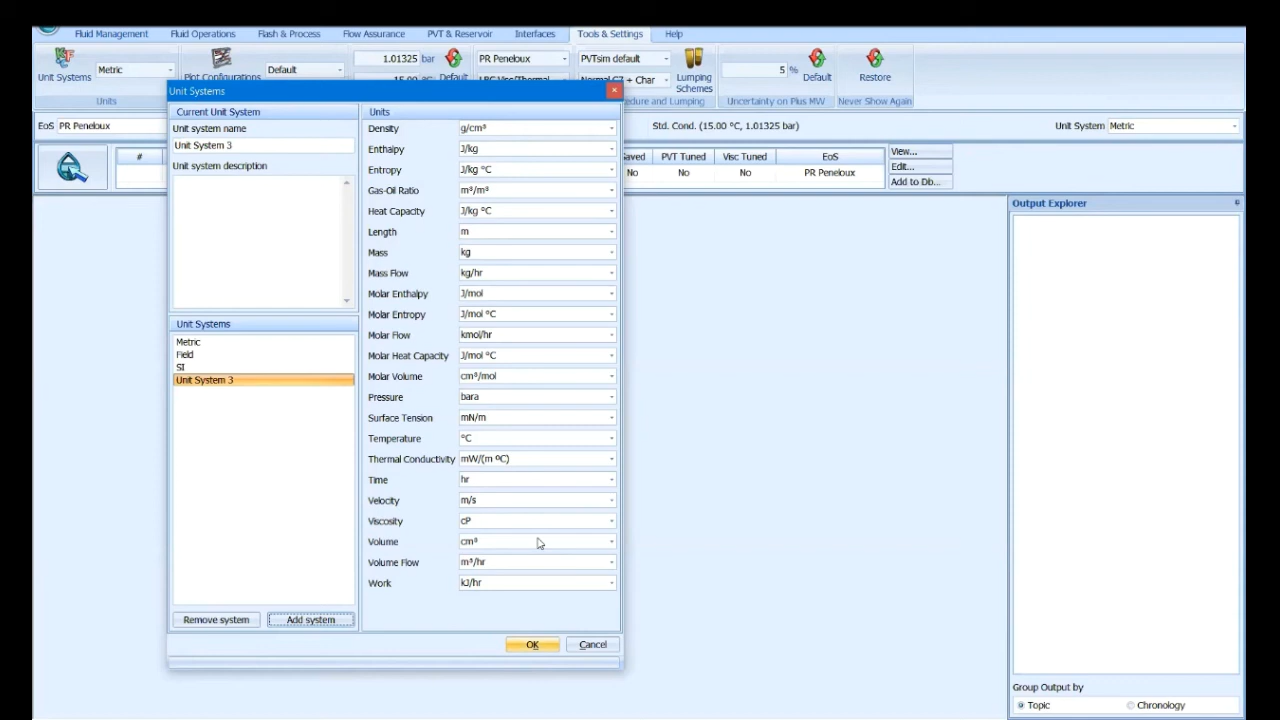 Fluid Management Fluid Operations Flash & Process Flow Assurance PVT & Reservoir Interfaces Tools & Settings Help
Unit Systems Metric Plot Configurations Default 1.01325 bar Default PR Peneloux PVTsim default Normal GZ + Char Lumping Schemes 5 % Default Restore
Units Uncertainty on Plus MW Never Show Again
EoS PR Peneloux Std. Cond. (15.00 °C, 1.01325 bar) Unit System Metric
# PVT Tuned Visc Tuned EoS
No No No PR Peneloux
View...
Edit...
Add to Db...
Unit Systems
Current Unit System
Unit system name
Unit System 3
Unit system description
Unit Systems
Metric
Field
SI
Unit System 3
Remove system Add system
Units
Density g/cm³
Enthalpy J/kg
Entropy J/kg °C
Gas-Oil Ratio m³/m³
Heat Capacity J/kg °C
Length m
Mass kg
Mass Flow kg/hr
Molar Enthalpy J/mol
Molar Entropy J/mol °C
Molar Flow kmol/hr
Molar Heat Capacity J/mol °C
Molar Volume cm³/mol
Pressure bara
Surface Tension mN/m
Temperature °C
Thermal Conductivity mW/(m °C)
Time hr
Velocity m/s
Viscosity cP
Volume cm³
Volume Flow m³/hr
Work kJ/hr
OK Cancel
Output Explorer
Group Output by
Topic Chronology